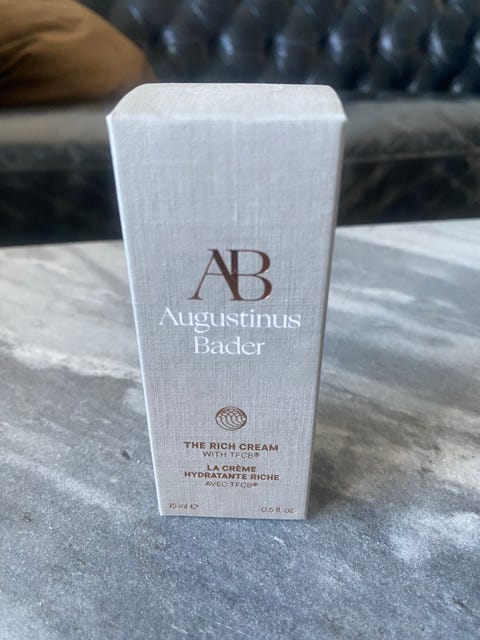 AB
Augustinus
Bader
THE RICH CREAM
WITH TFC8®
LA CRÈME
HYDRATANTE RICHE
AVEC TFC8®
15 ml ℮ 0.5 fl. oz.